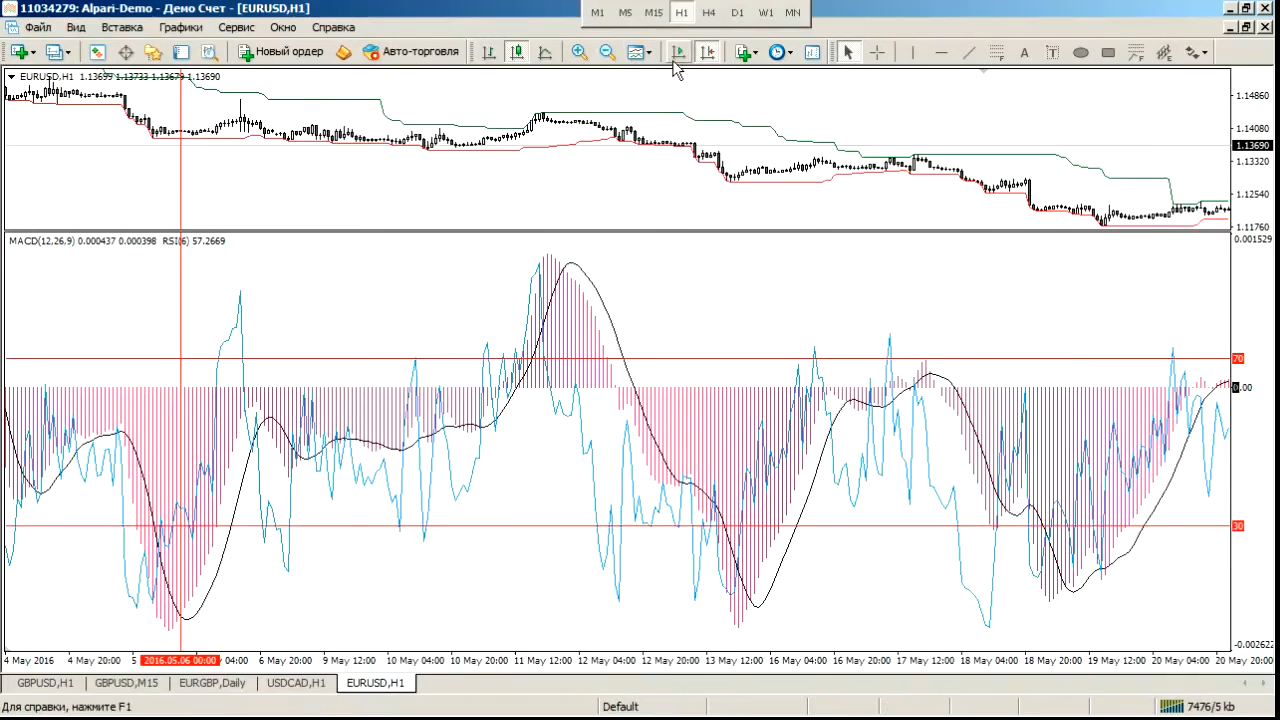 11034279: Alpari-Demo - Демо Счет - [EURUSD,H1]
M1 M5 M15 H1 H4 D1 W1 MN
Файл Вид Вставка Графики Сервис Окно Справка
Новый ордер Авто-торговля
EURUSD,H1 1.13695 1.13733 1.13679 1.13690
1.14860
1.14080
1.13690
1.13320
1.12540
1.11760
MACD(12,26,9) 0.000437 0.000398 RSI(6) 57.2669
0.001529
70
0.00
30
-0.002622
4 May 2016 4 May 20:00 5 2016.05.06 00:00 04:00 6 May 20:00 9 May 12:00 10 May 04:00 10 May 20:00 11 May 12:00 12 May 04:00 12 May 20:00 13 May 12:00 16 May 04:00 16 May 20:00 17 May 12:00 18 May 04:00 18 May 20:00 19 May 12:00 20 May 04:00 20 May 20:00
GBPUSD,H1 GBPUSD,M15 EURGBP,Daily USDCAD,H1 EURUSD,H1
Для справки, нажмите F1 Default 7476/5 kb